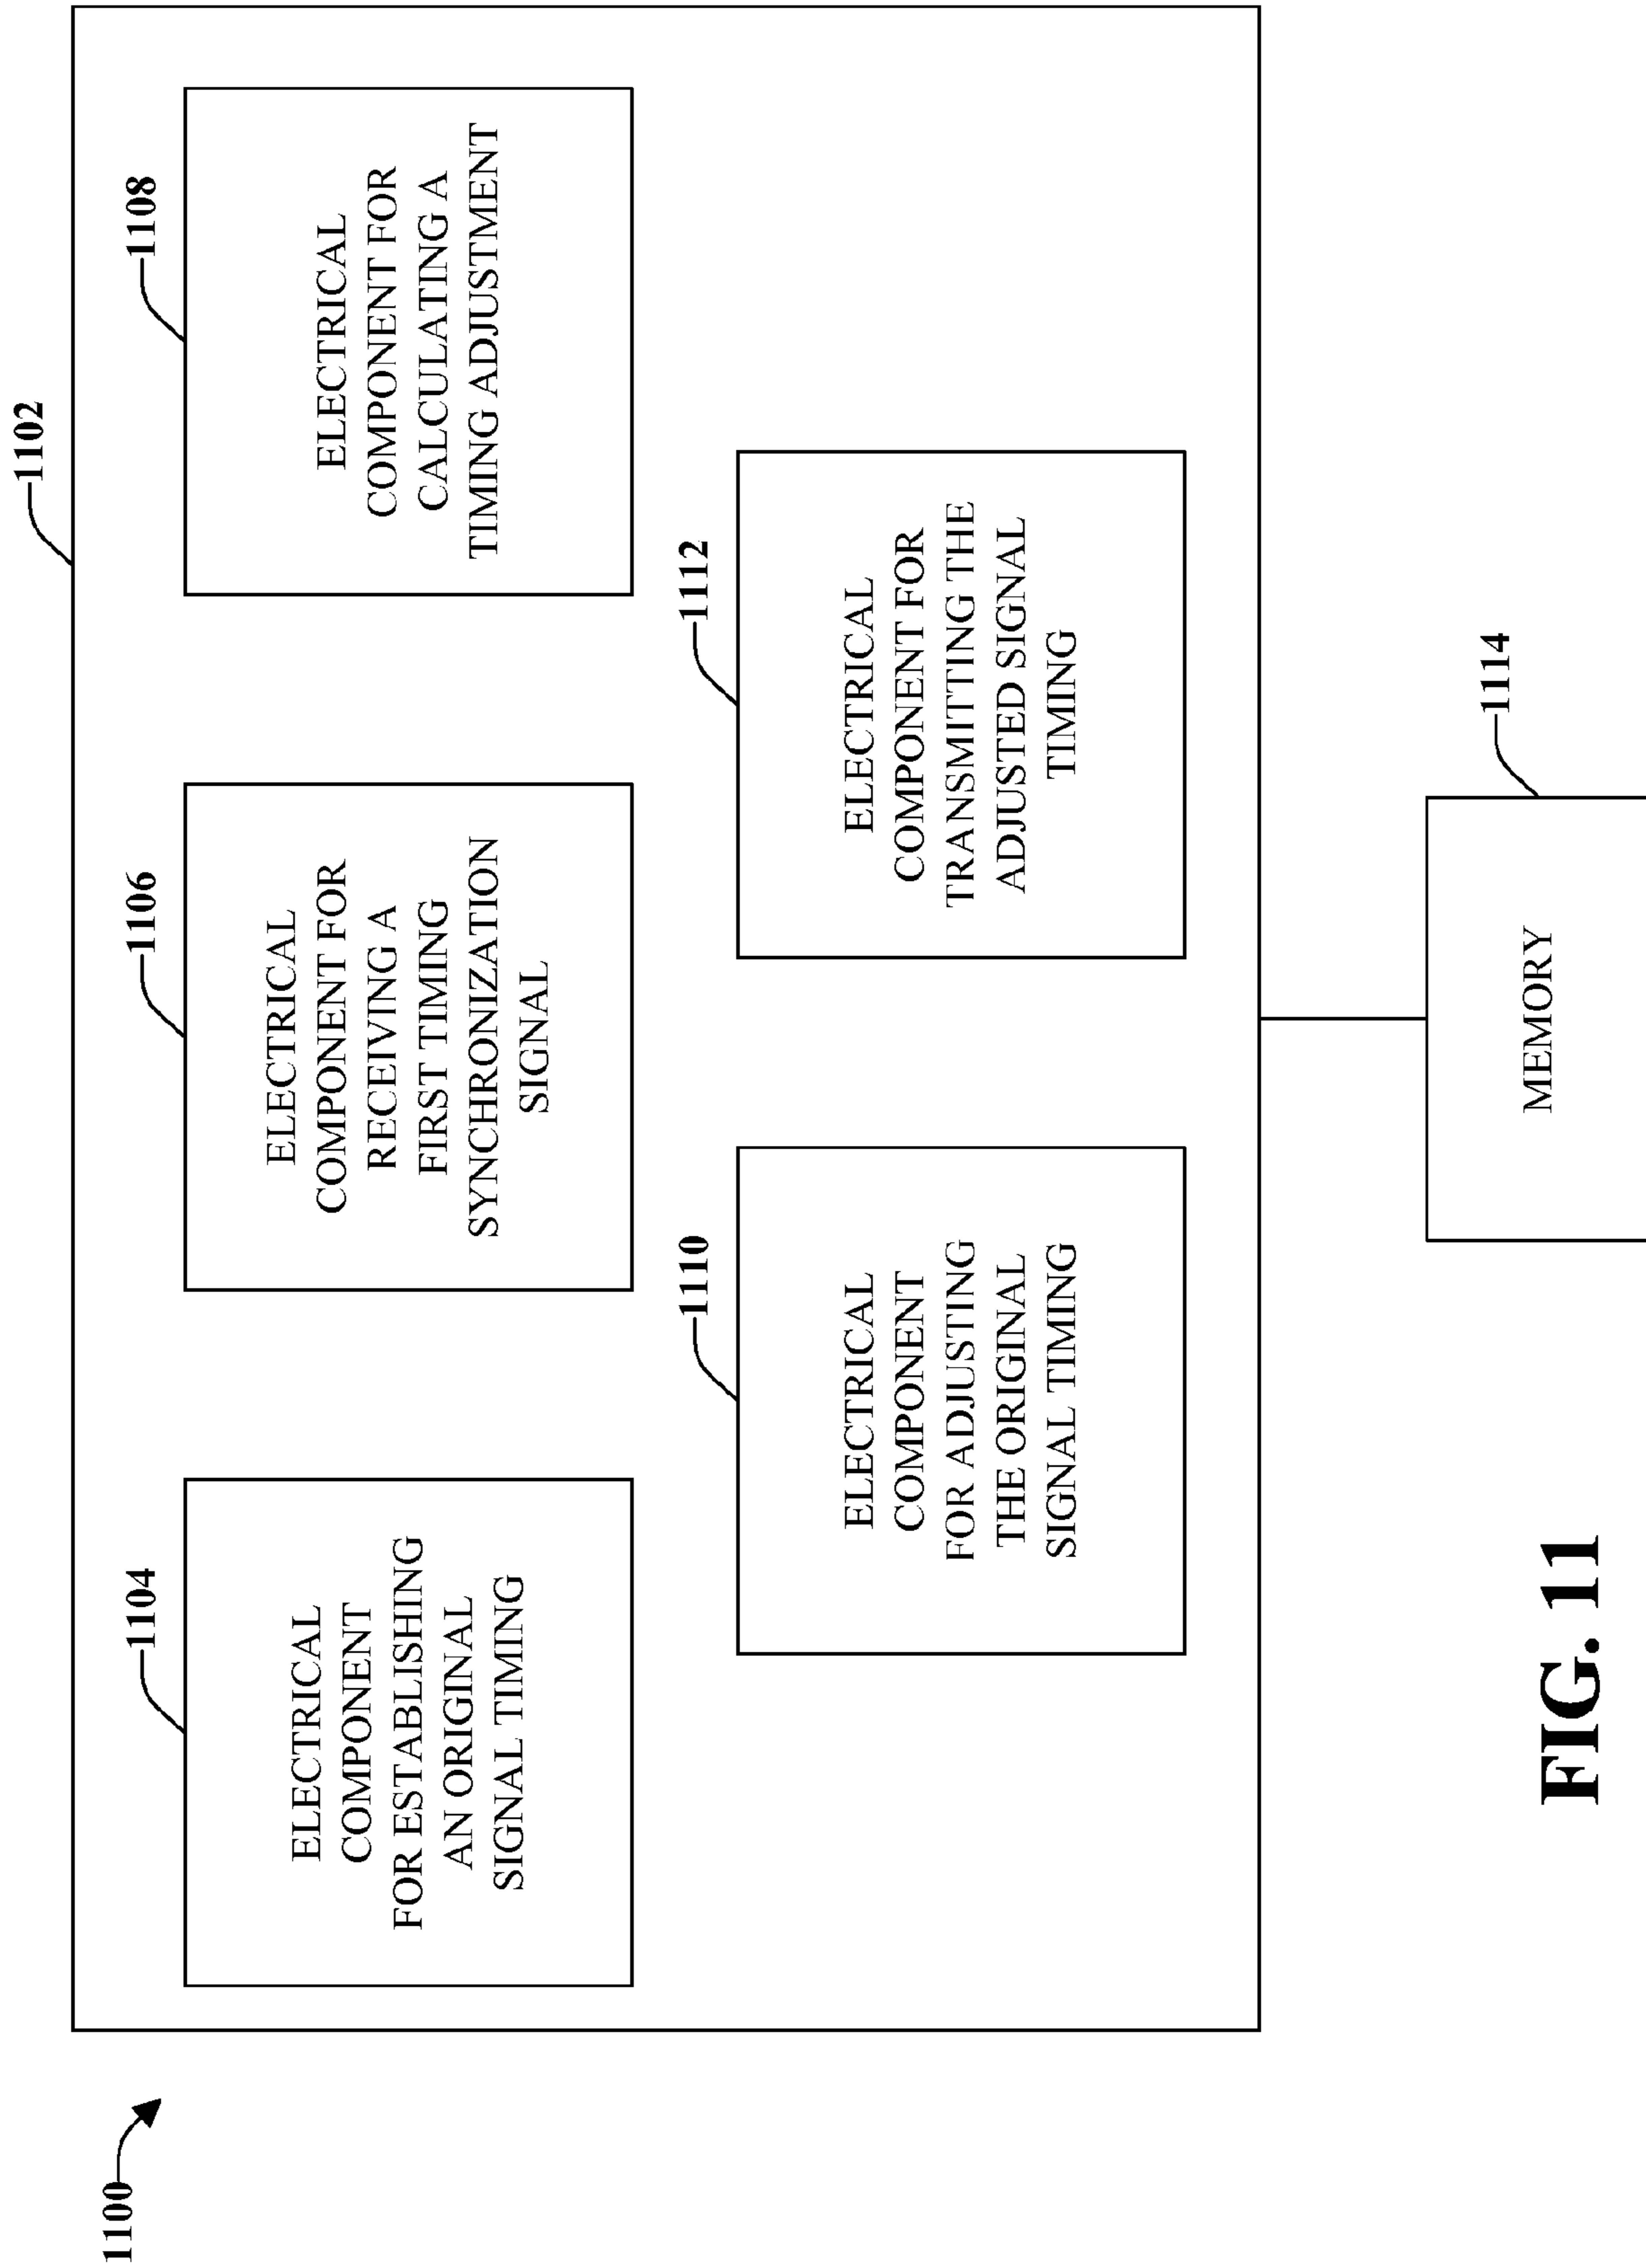 1100
1102
1104
ELECTRICAL
COMPONENT
FOR ESTABLISHING
AN ORIGINAL
SIGNAL TIMING
1106
ELECTRICAL
COMPONENT FOR
RECEIVING A
FIRST TIMING
SYNCHRONIZATION
SIGNAL
1108
ELECTRICAL
COMPONENT FOR
CALCULATING A
TIMING ADJUSTMENT
1110
ELECTRICAL
COMPONENT
FOR ADJUSTING
THE ORIGINAL
SIGNAL TIMING
1112
ELECTRICAL
COMPONENT FOR
TRANSMITTING THE
ADJUSTED SIGNAL
TIMING
1114
MEMORY
FIG. 11